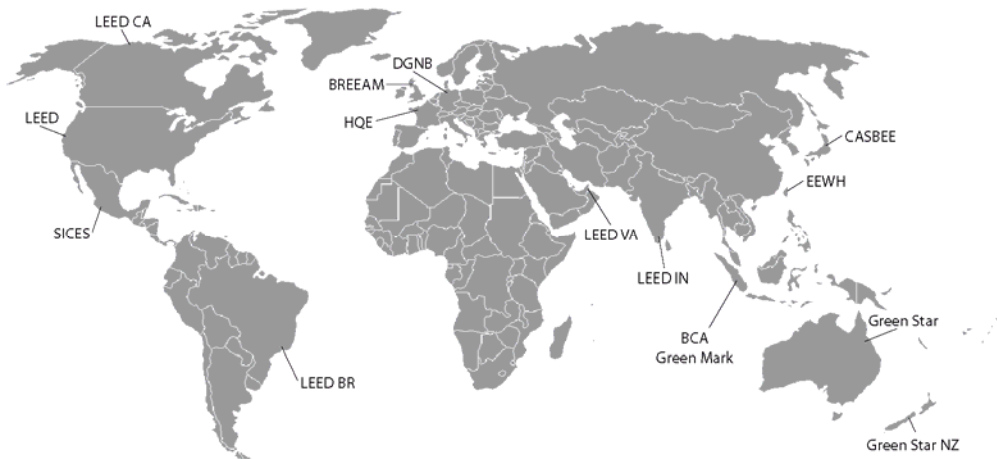 LEED CA
DGNB
BREEAM
HQE
LEED
CASBEE
EEWH
SICES
LEED VA
LEED IN
Green Star
BCA
Green Mark
LEED BR
Green Star NZ